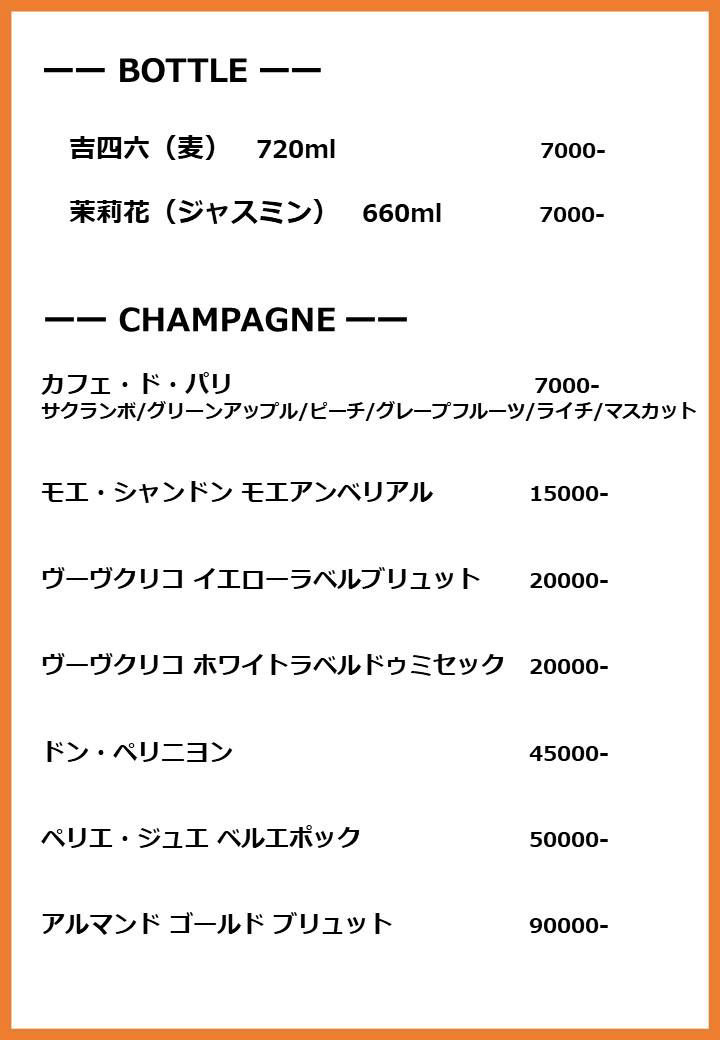 ーー BOTTLE ーー
吉四六（麦） 720ml 7000-
茉莉花（ジャスミン） 660ml 7000-
ーー CHAMPAGNE ーー
カフェ・ド・パリ 7000-
サクランボ/グリーンアップル/ピーチ/グレープフルーツ/ライチ/マスカット
モエ・シャンドン モエアンベリアル 15000-
ヴーヴクリコ イエローラベルブリュット 20000-
ヴーヴクリコ ホワイトラベルドゥミセック 20000-
ドン・ペリニヨン 45000-
ペリエ・ジュエ ベルエポック 50000-
アルマンド ゴールド ブリュット 90000-